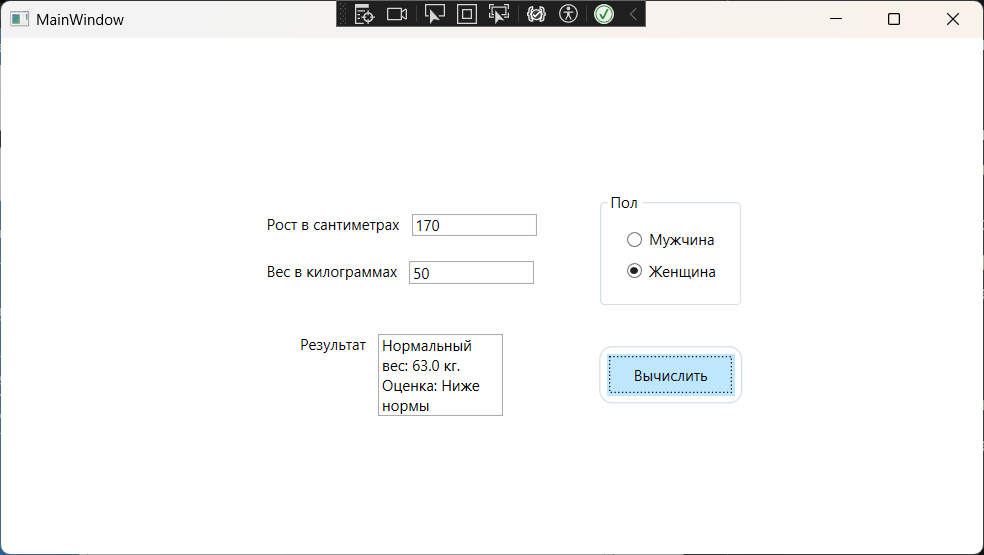 MainWindow
Рост в сантиметрах 170
Вес в килограммах 50
Пол
Мужчина
Женщина
Результат
Нормальный
вес: 63.0 кг.
Оценка: Ниже
нормы
Вычислить